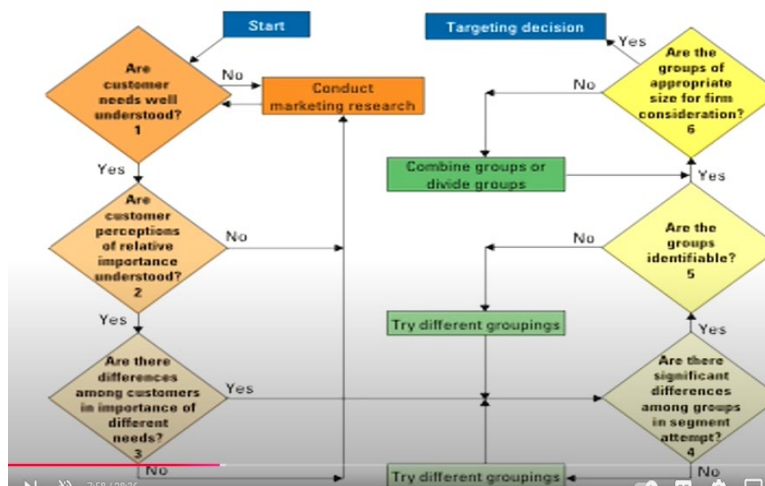 Start
Targeting decision
Are
customer
needs well
understood?
1
No
Conduct
marketing research
Yes
Are
customer
perceptions
of relative
importance
understood?
2
No
Yes
Are there
differences
among customers
in importance of
different
needs?
3
Yes
No
Yes
Are the
groups of
appropriate
size for firm
consideration?
6
No
Combine groups or
divide groups
Yes
Are the
groups
identifiable?
5
No
Try different groupings
Yes
Are there
significant
differences
among groups
in segment
attempt?
4
No
Try different groupings